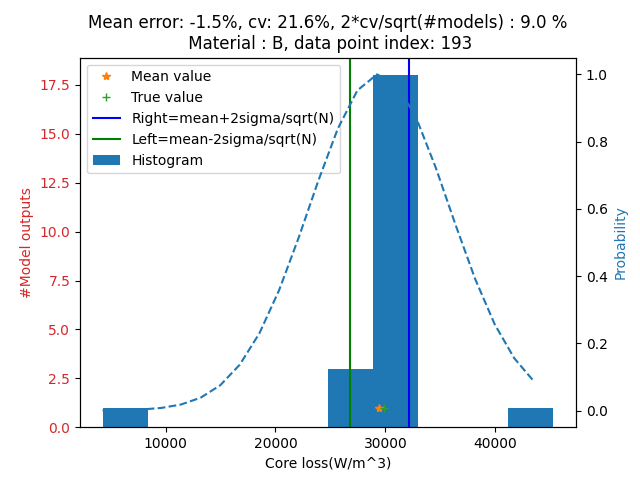 Mean error: -1.5%, cv: 21.6%, 2*cv/sqrt(#models) : 9.0 %
Material : B, data point index: 193
Mean value
True value
Right=mean+2sigma/sqrt(N)
Left=mean-2sigma/sqrt(N)
Histogram
17.5
15.0
12.5
10.0
7.5
5.0
2.5
0.0
#Model outputs
1.0
0.8
0.6
0.4
0.2
0.0
Probability
10000 20000 30000 40000
Core loss(W/m^3)